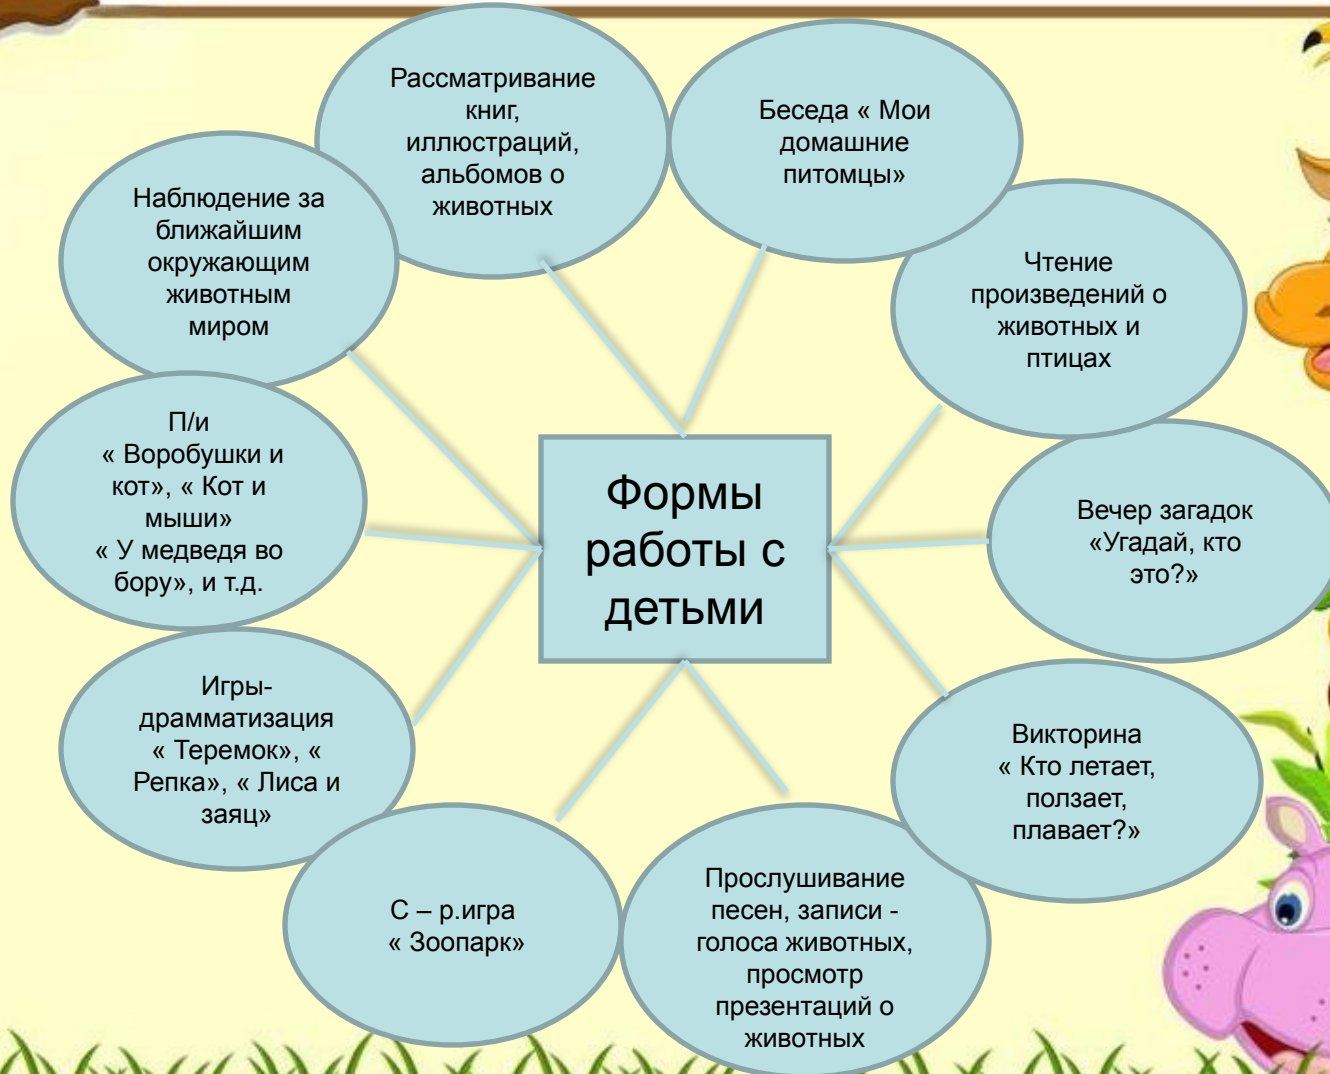 Рассматривание
книг,
иллюстраций,
альбомов о
животных
Беседа « Мои
домашние
питомцы»
Наблюдение за
ближайшим
окружающим
животным
миром
Чтение
произведений о
животных и
птицах
П/и
« Воробушки и
кот», « Кот и
мыши»
« У медведя во
бору», и т.д.
Формы
работы с
детьми
Вечер загадок
«Угадай, кто
это?»
Игры-
драмматизация
« Теремок», «
Репка», « Лиса и
заяц»
Викторина
« Кто летает,
ползает,
плавает?»
С – р.игра
« Зоопарк»
Прослушивание
песен, записи -
голоса животных,
просмотр
презентаций о
животных